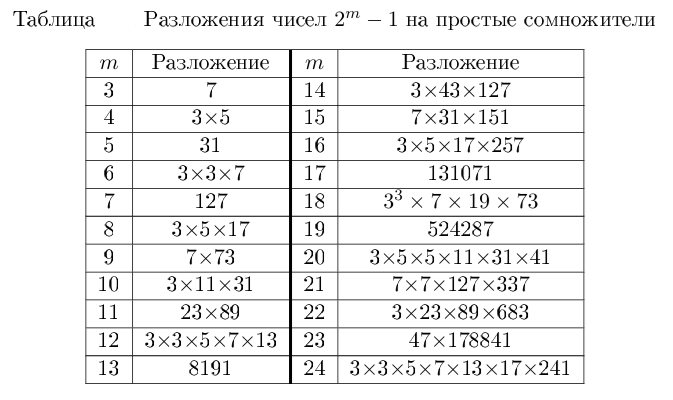 Таблица Разложения чисел 2^m − 1 на простые сомножители
m Разложение m Разложение
3 7 14 3×43×127
4 3×5 15 7×31×151
5 31 16 3×5×17×257
6 3×3×7 17 131071
7 127 18 3^3 × 7 × 19 × 73
8 3×5×17 19 524287
9 7×73 20 3×5×5×11×31×41
10 3×11×31 21 7×7×127×337
11 23×89 22 3×23×89×683
12 3×3×5×7×13 23 47×178841
13 8191 24 3×3×5×7×13×17×241